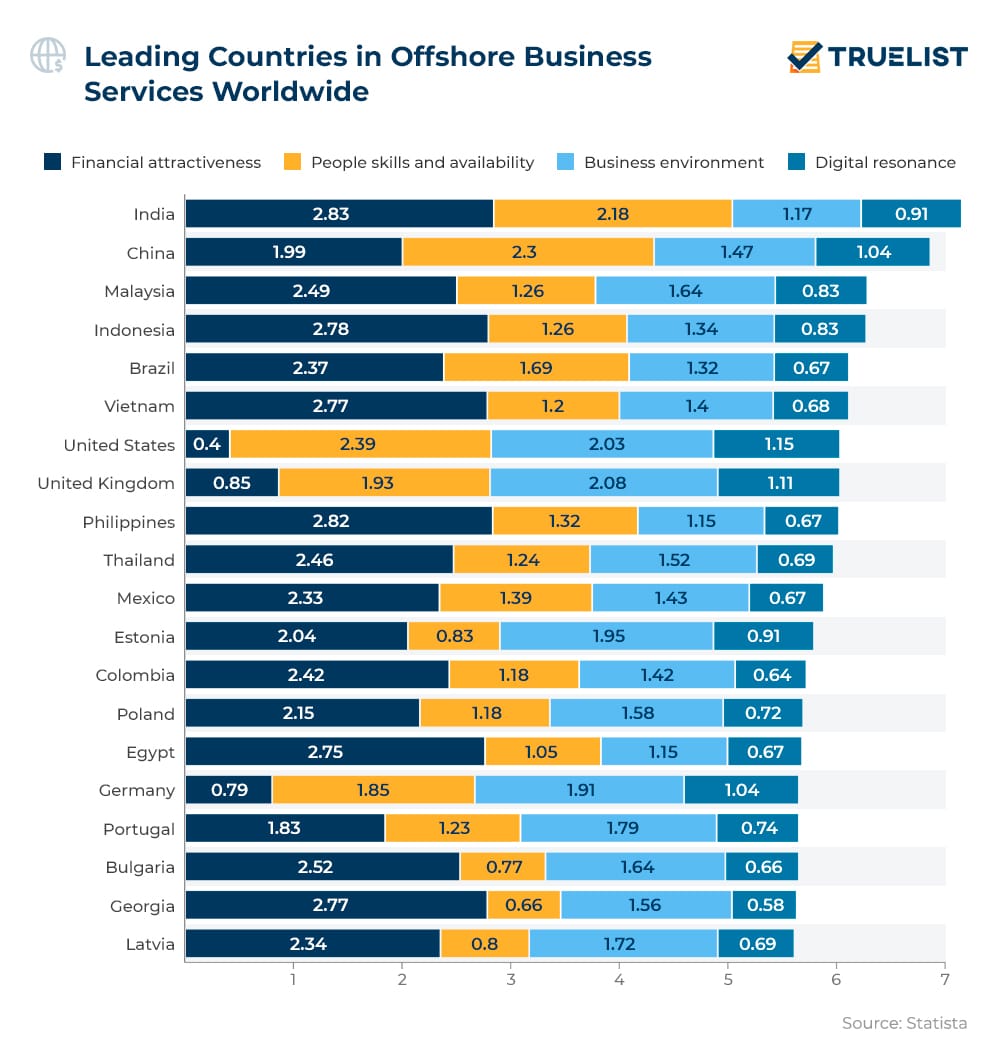 Leading Countries in Offshore Business
Services Worldwide
TRUELIST
Financial attractiveness People skills and availability Business environment Digital resonance
India 2.83 2.18 1.17 0.91
China 1.99 2.3 1.47 1.04
Malaysia 2.49 1.26 1.64 0.83
Indonesia 2.78 1.26 1.34 0.83
Brazil 2.37 1.69 1.32 0.67
Vietnam 2.77 1.2 1.4 0.68
United States 0.4 2.39 2.03 1.15
United Kingdom 0.85 1.93 2.08 1.11
Philippines 2.82 1.32 1.15 0.67
Thailand 2.46 1.24 1.52 0.69
Mexico 2.33 1.39 1.43 0.67
Estonia 2.04 0.83 1.95 0.91
Colombia 2.42 1.18 1.42 0.64
Poland 2.15 1.18 1.58 0.72
Egypt 2.75 1.05 1.15 0.67
Germany 0.79 1.85 1.91 1.04
Portugal 1.83 1.23 1.79 0.74
Bulgaria 2.52 0.77 1.64 0.66
Georgia 2.77 0.66 1.56 0.58
Latvia 2.34 0.8 1.72 0.69
1 2 3 4 5 6 7
Source: Statista